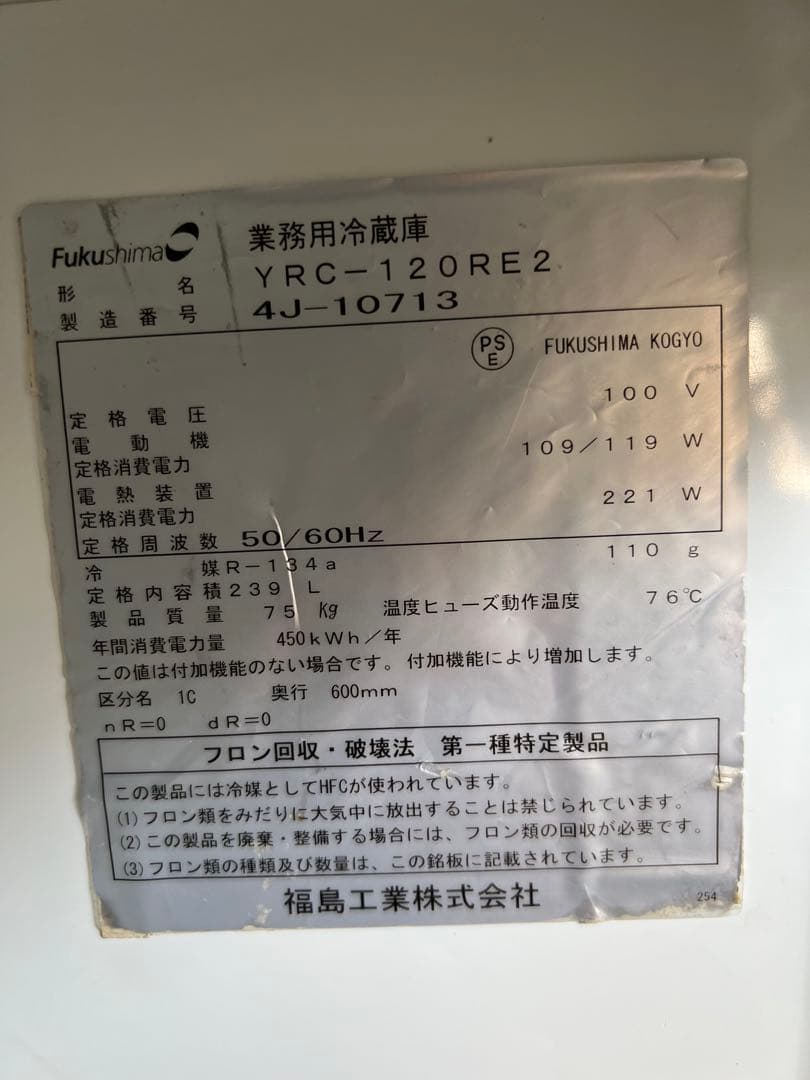 Fukushima
業務用冷蔵庫
形名 YRC-120RE2
製造番号 4J-10713
PSE FUKUSHIMA KOGYO
定格電圧 100 V
電動機
定格消費電力 109/119 W
電熱装置
定格消費電力 221 W
定格周波数 50/60Hz
冷媒 R-134a 110 g
定格内容積 239 L
製品質量 75 kg 温度ヒューズ動作温度 76℃
年間消費電力量 450kWh/年
この値は付加機能のない場合です。付加機能により増加します。
区分名 1C 奥行 600mm
nR=0 dR=0
フロン回収・破壊法 第一種特定製品
この製品には冷媒としてHFCが使われています。
(1)フロン類をみだりに大気中に放出することは禁じられています。
(2)この製品を廃棄・整備する場合には、フロン類の回収が必要です。
(3)フロン類の種類及び数量は、この銘板に記載されています。
福島工業株式会社
254